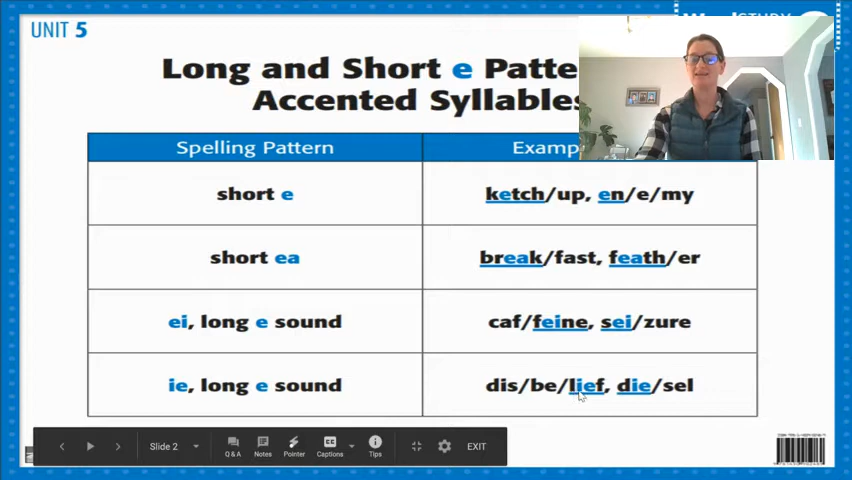 UNIT 5
STUDY
Long and Short e
Accented Syllables
Spelling Pattern
short e
ketch/up, en/e/my
short ea
break/fast, feath/er
ei, long e sound
caf/feine, sei/zure
ie, long e sound
dis/be/lief, die/sel
Slide 2
Q & A
Notes
Pointer
Captions
Tips
EXIT